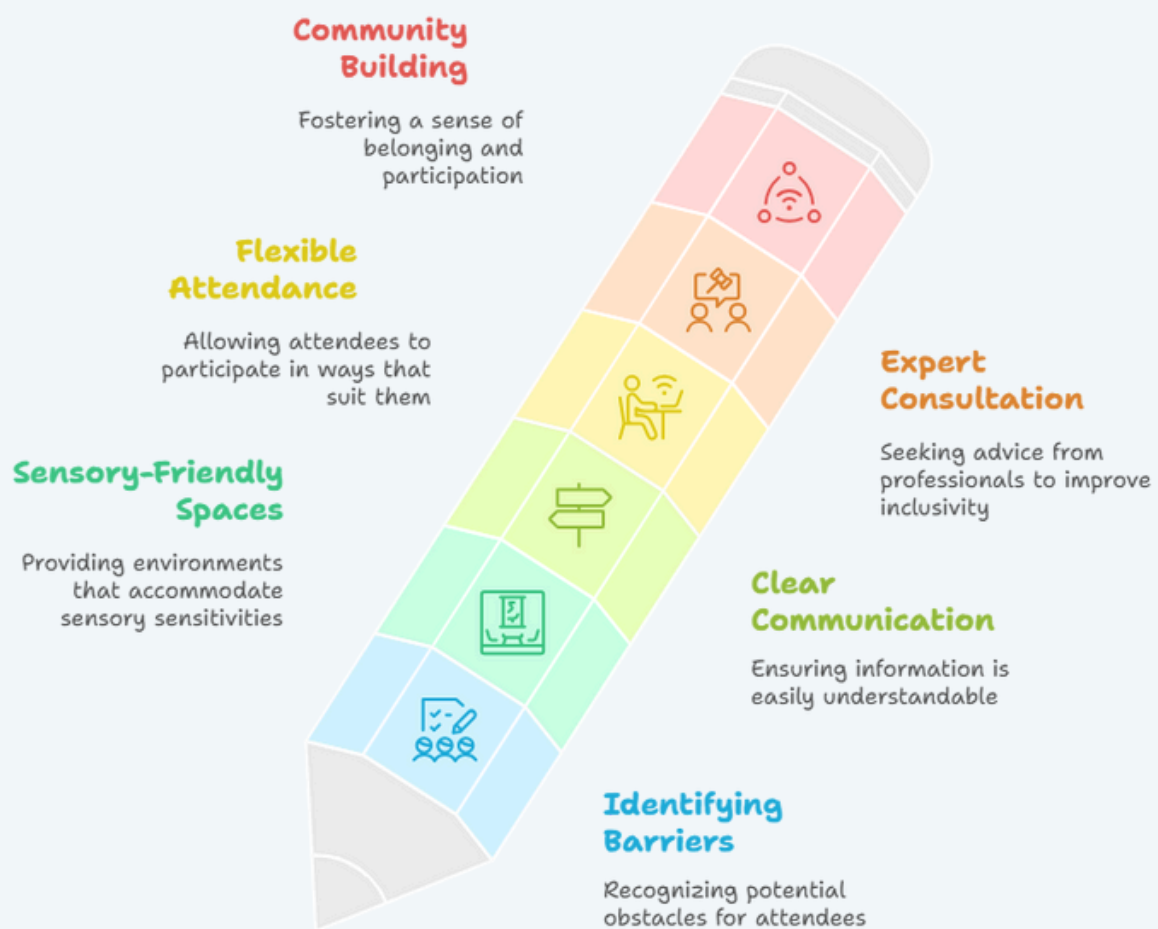 Community
Building
Fostering a sense of
belonging and
participation
Flexible
Attendance
Allowing attendees to
participate in ways that
suit them
Expert
Consultation
Seeking advice from
professionals to improve
inclusivity
Sensory-Friendly
Spaces
Providing environments
that accommodate
sensory sensitivities
Clear
Communication
Ensuring information is
easily understandable
Identifying
Barriers
Recognizing potential
obstacles for attendees